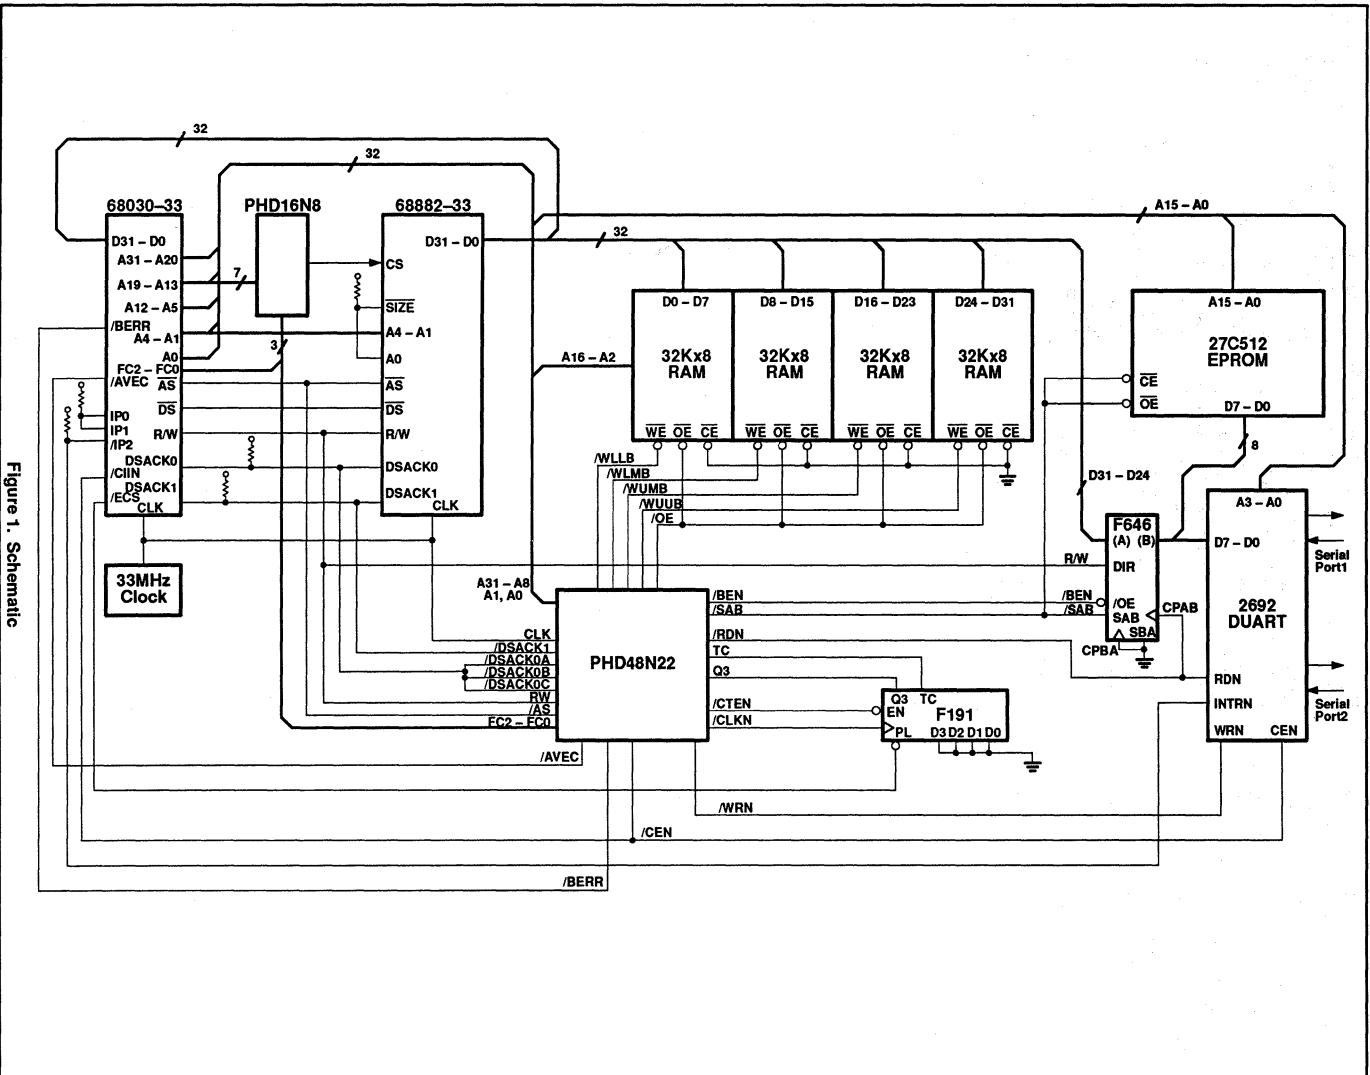 32
32
68030–33
PHD16N8
68882–33
A15 – A0
D31 – D0
A31 – A20
A19 – A13
7
A12 – A5
/BERR
A4 – A1
A0
FC2 – FC0
/AVEC
AS
DS
IP0
IP1
R/W
/IP2
DSACK0
/CIIN
DSACK1
/ECS
CLK
3
33MHz
Clock
D31 – D0
CS
SIZE
A4 – A1
A0
AS
DS
R/W
DSACK0
DSACK1
CLK
32
D0 – D7
D8 – D15
D16 – D23
D24 – D31
32Kx8
RAM
32Kx8
RAM
32Kx8
RAM
32Kx8
RAM
WE OE CE
WE OE CE
WE OE CE
WE OE CE
A16 – A2
/WLLB
/WLMB
/WUMB
/WUUB
/OE
A15 – A0
27C512
EPROM
CE
OE
D7 – D0
8
D31 – D24
F646
(A) (B)
DIR
/OE
SAB
SBA
CPAB
CPBA
R/W
/BEN
/SAB
A3 – A0
D7 – D0
2692
DUART
RDN
INTRN
WRN
CEN
Serial
Port1
Serial
Port2
A31 – A8
A1, A0
CLK
/DSACK1
/DSACK0A
/DSACK0B
/DSACK0C
RW
/AS
FC2 – FC0
PHD48N22
/BEN
/SAB
/RDN
TC
Q3
/CTEN
/CLKN
Q3 TC
EN
F191
PL
D3 D2 D1 D0
/AVEC
/WRN
/CEN
/BERR
Figure 1. Schematic